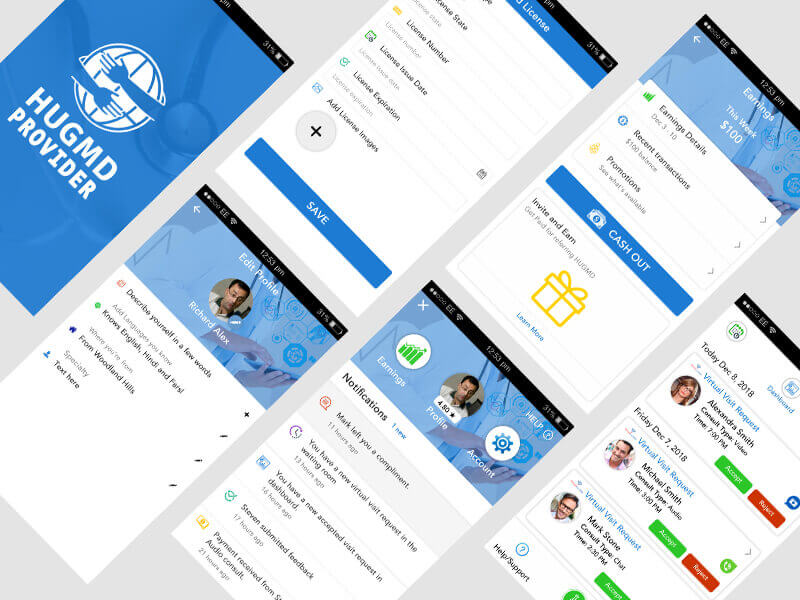 HUGMD
PROVIDER
31%
License State
License state
License Number
License number
License Issue Date
License issue date
License Expiration
License expiration
Add License Images
SAVE
License
31%
EE
12:53 pm
Earnings
This Week
$100
Earnings Details
Dec 3 - 10
Recent transactions
$100 balance
Promotions
See what's available
CASH OUT
Invite and Earn
Get Paid for referring HUGMD
Learn More
EE
12:53 pm
31%
Edit Profile
Richard Alex
Describe yourself in a few words
Add Languages you know
Knows English, Hindi and Farsi
Where you're from
From Woodland Hills
Specialty
Text here
EE
12:53 pm
31%
HELP
Earnings
4.80
Profile
Account
Notifications
1 new
Mark left you a compliment.
11 hours ago
You have a new virtual visit request in the
waiting room
13 hours ago
You have a new accepted visit request in
dashboard.
16 hours ago
Steven submitted feedback
17 hours ago
Payment received from
Audio consult.
21 hours ago
EE
12:53 pm
Today Dec 8, 2018
Dashboard
Virtual Visit Request
Alexandra Smith
Consult Type: Video
Time: 7:00 PM
Accept
Reject
Friday Dec 7, 2018
Virtual Visit Request
Michael Smith
Consult Type: Audio
Time: 3:00 PM
Accept
Reject
Virtual Visit Request
Mark Stone
Consult Type: Chat
Time: 2:30 PM
Accept
Help/Support